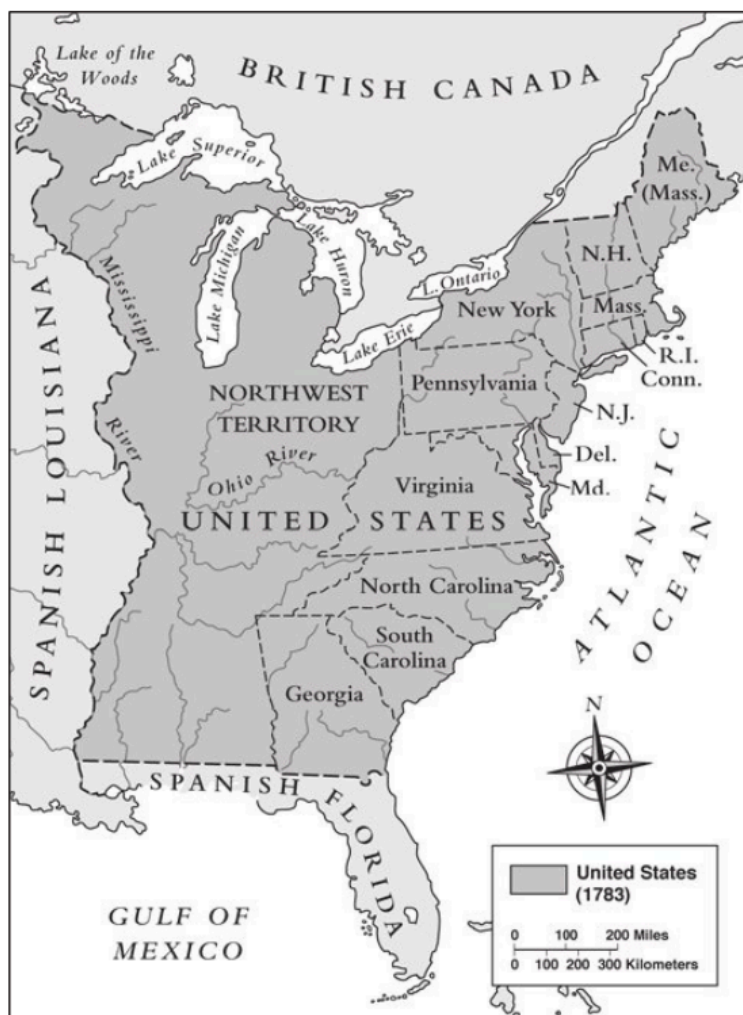 Lake of the
Woods
BRITISH CANADA
Lake Superior
Me.
(Mass.)
Lake Huron
N.H.
Lake Michigan
L. Ontario
Mississippi
New York
Mass.
Lake Erie
R.I.
Conn.
SPANISH LOUISIANA
Pennsylvania
NORTHWEST
TERRITORY
N.J.
River
Ohio River
Del.
Virginia
Md.
UNITED STATES
ATLANTIC
OCEAN
North Carolina
South
Carolina
Georgia
N
SPANISH FLORIDA
United States
(1783)
GULF OF
MEXICO
0 100 200 Miles
0 100 200 300 Kilometers